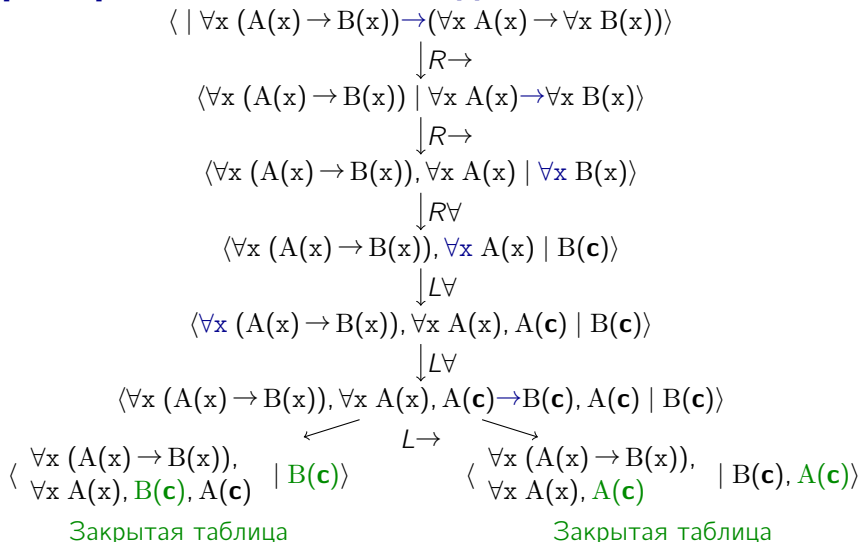 ⟨ | ∀x (A(x)→B(x))→(∀x A(x)→∀x B(x))⟩
R→
⟨∀x (A(x)→B(x)) | ∀x A(x)→∀x B(x)⟩
R→
⟨∀x (A(x)→B(x)), ∀x A(x) | ∀x B(x)⟩
R∀
⟨∀x (A(x)→B(x)), ∀x A(x) | B(c)⟩
L∀
⟨∀x (A(x)→B(x)), ∀x A(x), A(c) | B(c)⟩
L∀
⟨∀x (A(x)→B(x)), ∀x A(x), A(c)→B(c), A(c) | B(c)⟩
L→
⟨ ∀x (A(x)→B(x)),
∀x A(x), B(c), A(c) | B(c)⟩
Закрытая таблица
⟨ ∀x (A(x)→B(x)),
∀x A(x), A(c) | B(c), A(c)⟩
Закрытая таблица